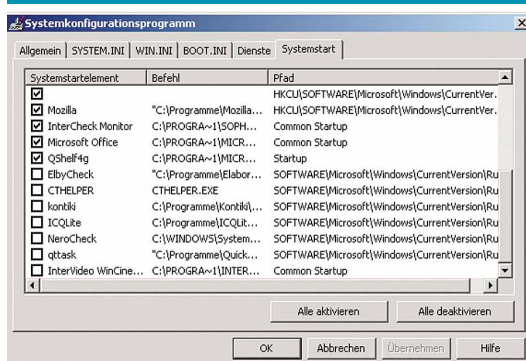 Systemkonfigurationsprogramm
Allgemein SYSTEM.INI WIN.INI BOOT.INI Dienste Systemstart
Systemstartelement Befehl Pfad
HKCU\SOFTWARE\Microsoft\Windows\CurrentVer.
Mozilla "C:\Programme\Mozilla... HKCU\SOFTWARE\Microsoft\Windows\CurrentVer.
InterCheck Monitor C:\PROGRA~1\SOPH... Common Startup
Microsoft Office C:\PROGRA~1\MICR... Common Startup
QShelf4g C:\PROGRA~1\MICR... Startup
ElbyCheck "C:\Programme\Elabor... SOFTWARE\Microsoft\Windows\CurrentVersion\Ru
CTHELPER CTHELPER.EXE SOFTWARE\Microsoft\Windows\CurrentVersion\Ru
kontiki C:\Programme\Kontiki\... SOFTWARE\Microsoft\Windows\CurrentVersion\Ru
ICQLite C:\Programme\ICQLit... SOFTWARE\Microsoft\Windows\CurrentVersion\Ru
NeroCheck C:\WINDOWS\System... SOFTWARE\Microsoft\Windows\CurrentVersion\Ru
qttask "C:\Programme\Quick... SOFTWARE\Microsoft\Windows\CurrentVersion\Ru
InterVideo WinCine... C:\PROGRA~1\INTER... Common Startup
Alle aktivieren Alle deaktivieren
OK Abbrechen Übernehmen Hilfe